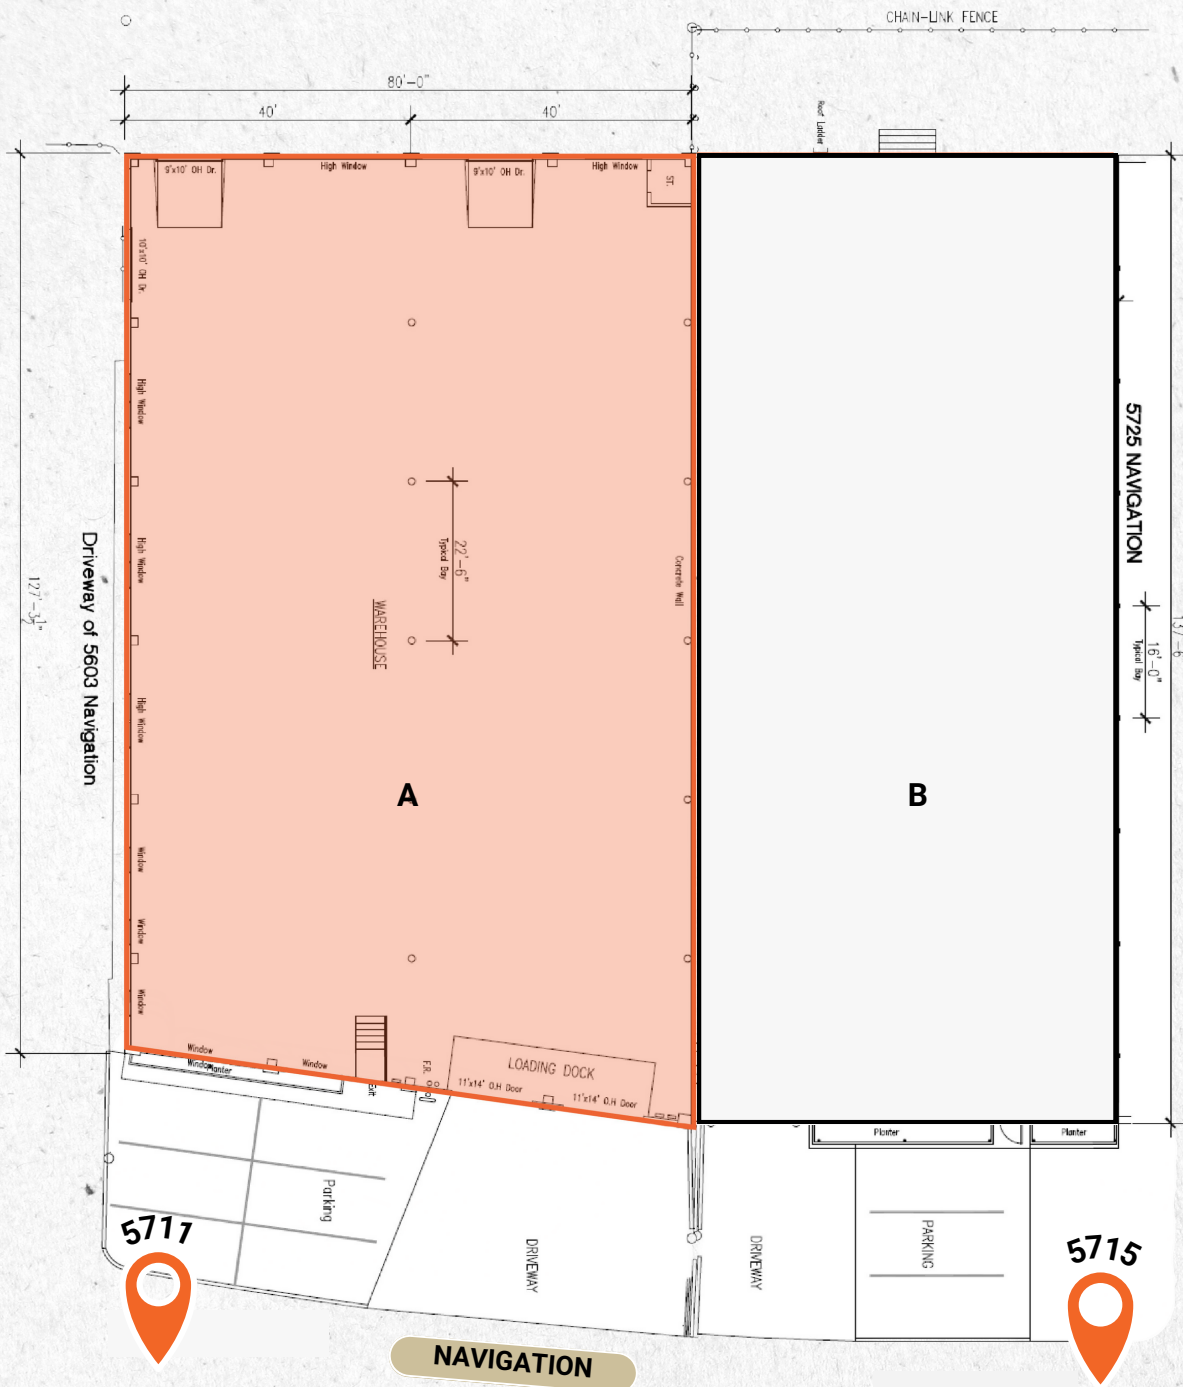 CHAIN-LINK FENCE
80'-0"
40'
40'
Roof Ladder
High Window
High Window
9'x10' OH Dr.
9'x10' OH Dr.
ST.
10'x10' OH Dr.
High Window
5725 NAVIGATION
High Window
22'-6"
Typical Bay
Concrete Wall
Driveway of 5603 Navigation
127'-3½"
WAREHOUSE
137'-6
16'-0"
Typical Bay
High Window
A
B
Window
Window
Window
Window
Window
Planter
Window
Exit
F.R.
LOADING DOCK
11'x14' O.H Door
11'x14' O.H Door
Planter
Planter
Parking
DRIVEWAY
DRIVEWAY
PARKING
5711
5715
NAVIGATION